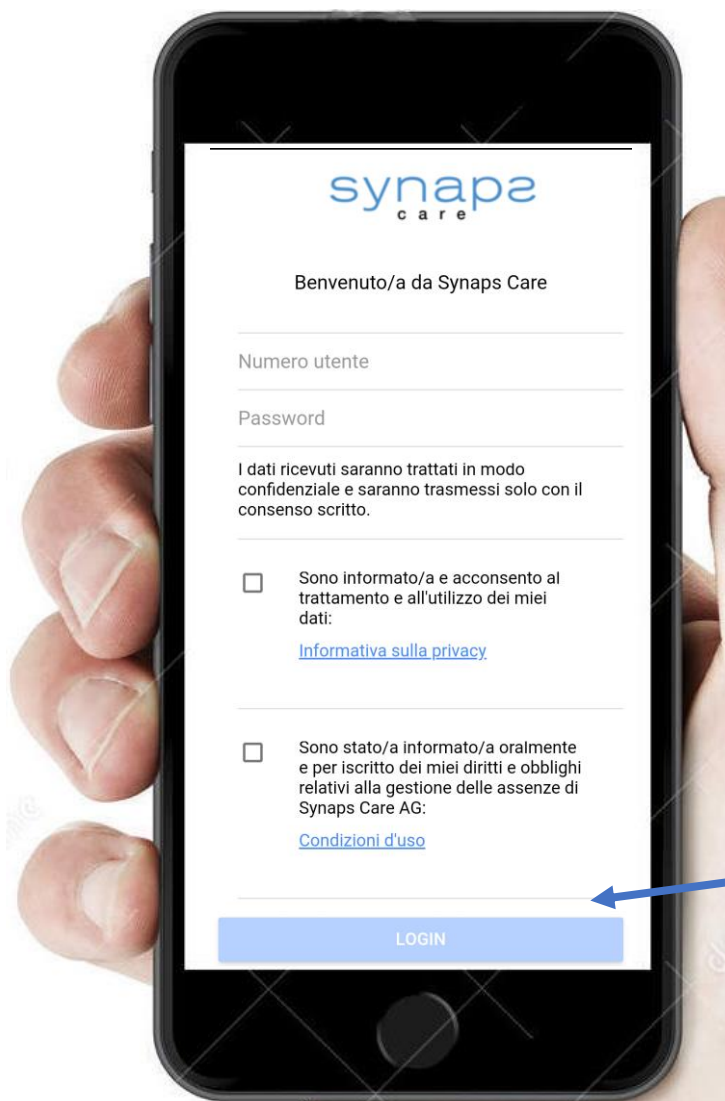 synaps
care
Benvenuto/a da Synaps Care
Numero utente
Password
I dati ricevuti saranno trattati in modo
confidenziale e saranno trasmessi solo con il
consenso scritto.
Sono informato/a e acconsento al
trattamento e all'utilizzo dei miei
dati:
Informativa sulla privacy
Sono stato/a informato/a oralmente
e per iscritto dei miei diritti e obblighi
relativi alla gestione delle assenze di
Synaps Care AG:
Condizioni d'uso
LOGIN